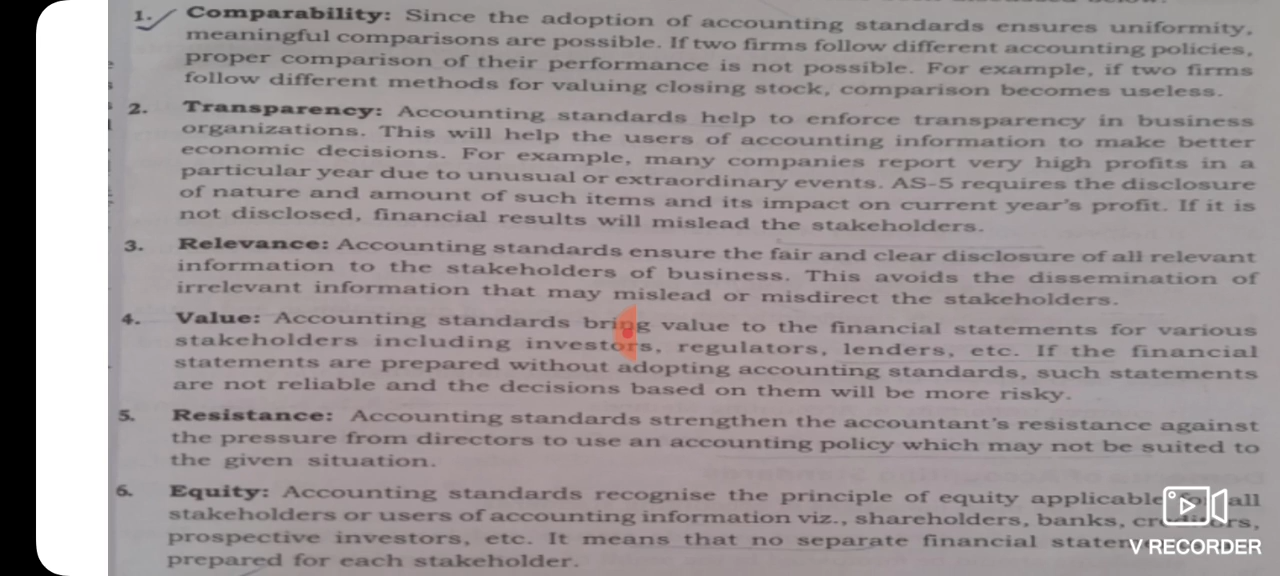 1. Comparability: Since the adoption of accounting standards ensures uniformity,
meaningful comparisons are possible. If two firms follow different accounting policies,
proper comparison of their performance is not possible. For example, if two firms
follow different methods for valuing closing stock, comparison becomes useless.
2. Transparency: Accounting standards help to enforce transparency in business
organizations. This will help the users of accounting information to make better
economic decisions. For example, many companies report very high profits in a
particular year due to unusual or extraordinary events. AS-5 requires the disclosure
of nature and amount of such items and its impact on current year's profit. If it is
not disclosed, financial results will mislead the stakeholders.
3. Relevance: Accounting standards ensure the fair and clear disclosure of all relevant
information to the stakeholders of business. This avoids the dissemination of
irrelevant information that may mislead or misdirect the stakeholders.
4. Value: Accounting standards bring value to the financial statements for various
stakeholders including investors, regulators, lenders, etc. If the financial
statements are prepared without adopting accounting standards, such statements
are not reliable and the decisions based on them will be more risky.
5. Resistance: Accounting standards strengthen the accountant's resistance against
the pressure from directors to use an accounting policy which may not be suited to
the given situation.
6. Equity: Accounting standards recognise the principle of equity applicable for all
stakeholders or users of accounting information viz., shareholders, banks, creditors,
prospective investors, etc. It means that no separate financial
prepared for each stakeholder.
V RECORDER